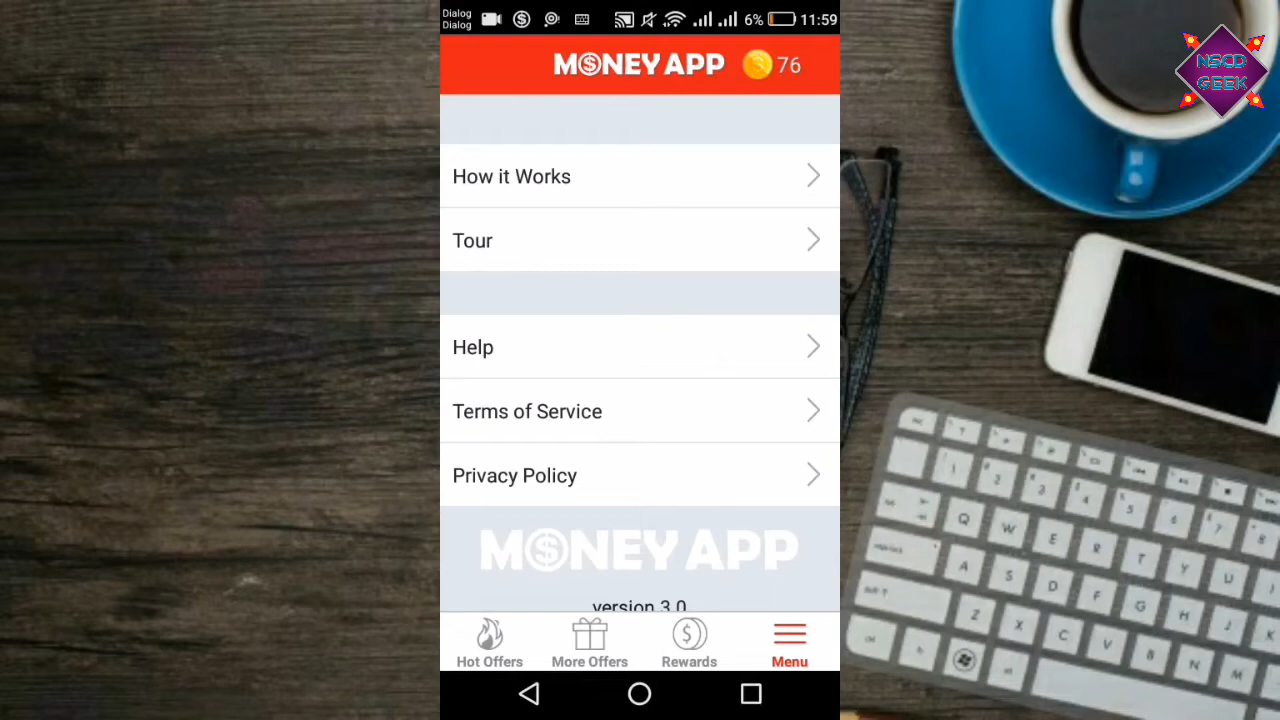 Dialog
Dialog
6% 11:59
MONEY APP 76
NSCD
GEEK
How it Works
Tour
Help
Terms of Service
Privacy Policy
MONEY APP
version 3.0
Hot Offers More Offers Rewards Menu
Q W E R T Y U
A S D F G H J K
Z X C V B N M